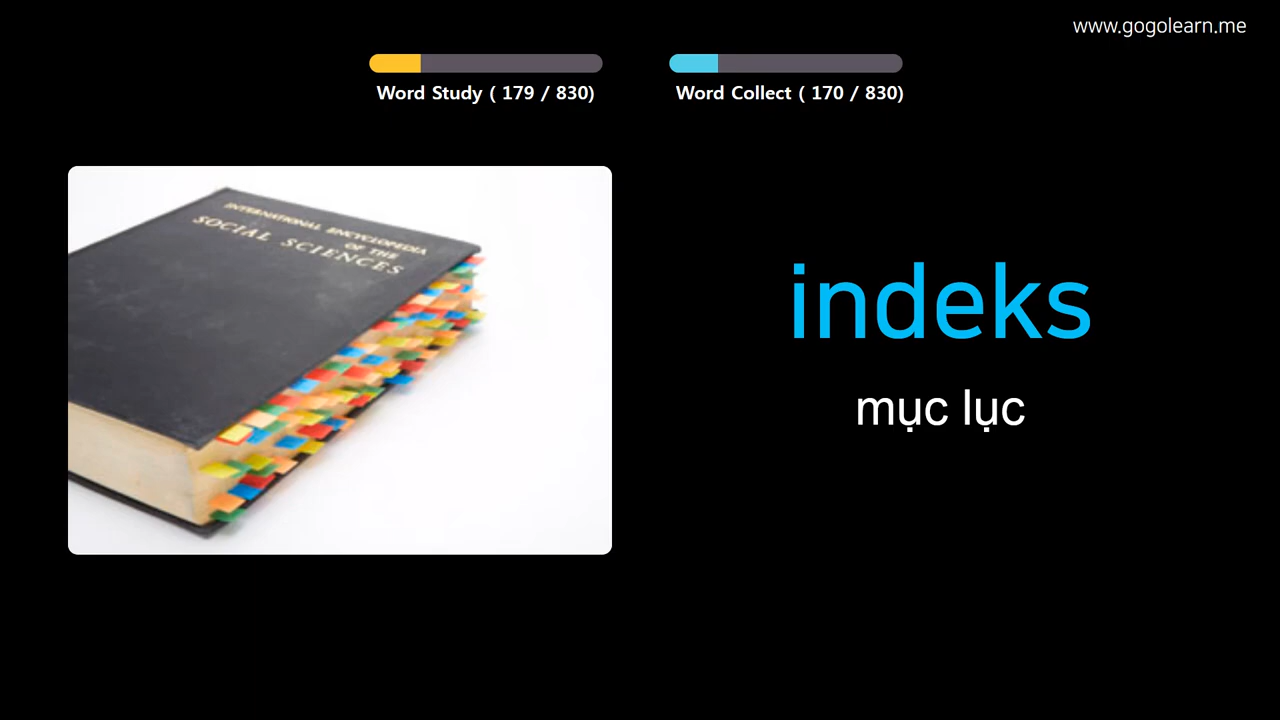 www.gogolearn.me
Word Study ( 179 / 830)
Word Collect ( 170 / 830)
INTERNATIONAL ENCYCLOPEDIA
OF THE
SOCIAL SCIENCES
indeks
mục lục